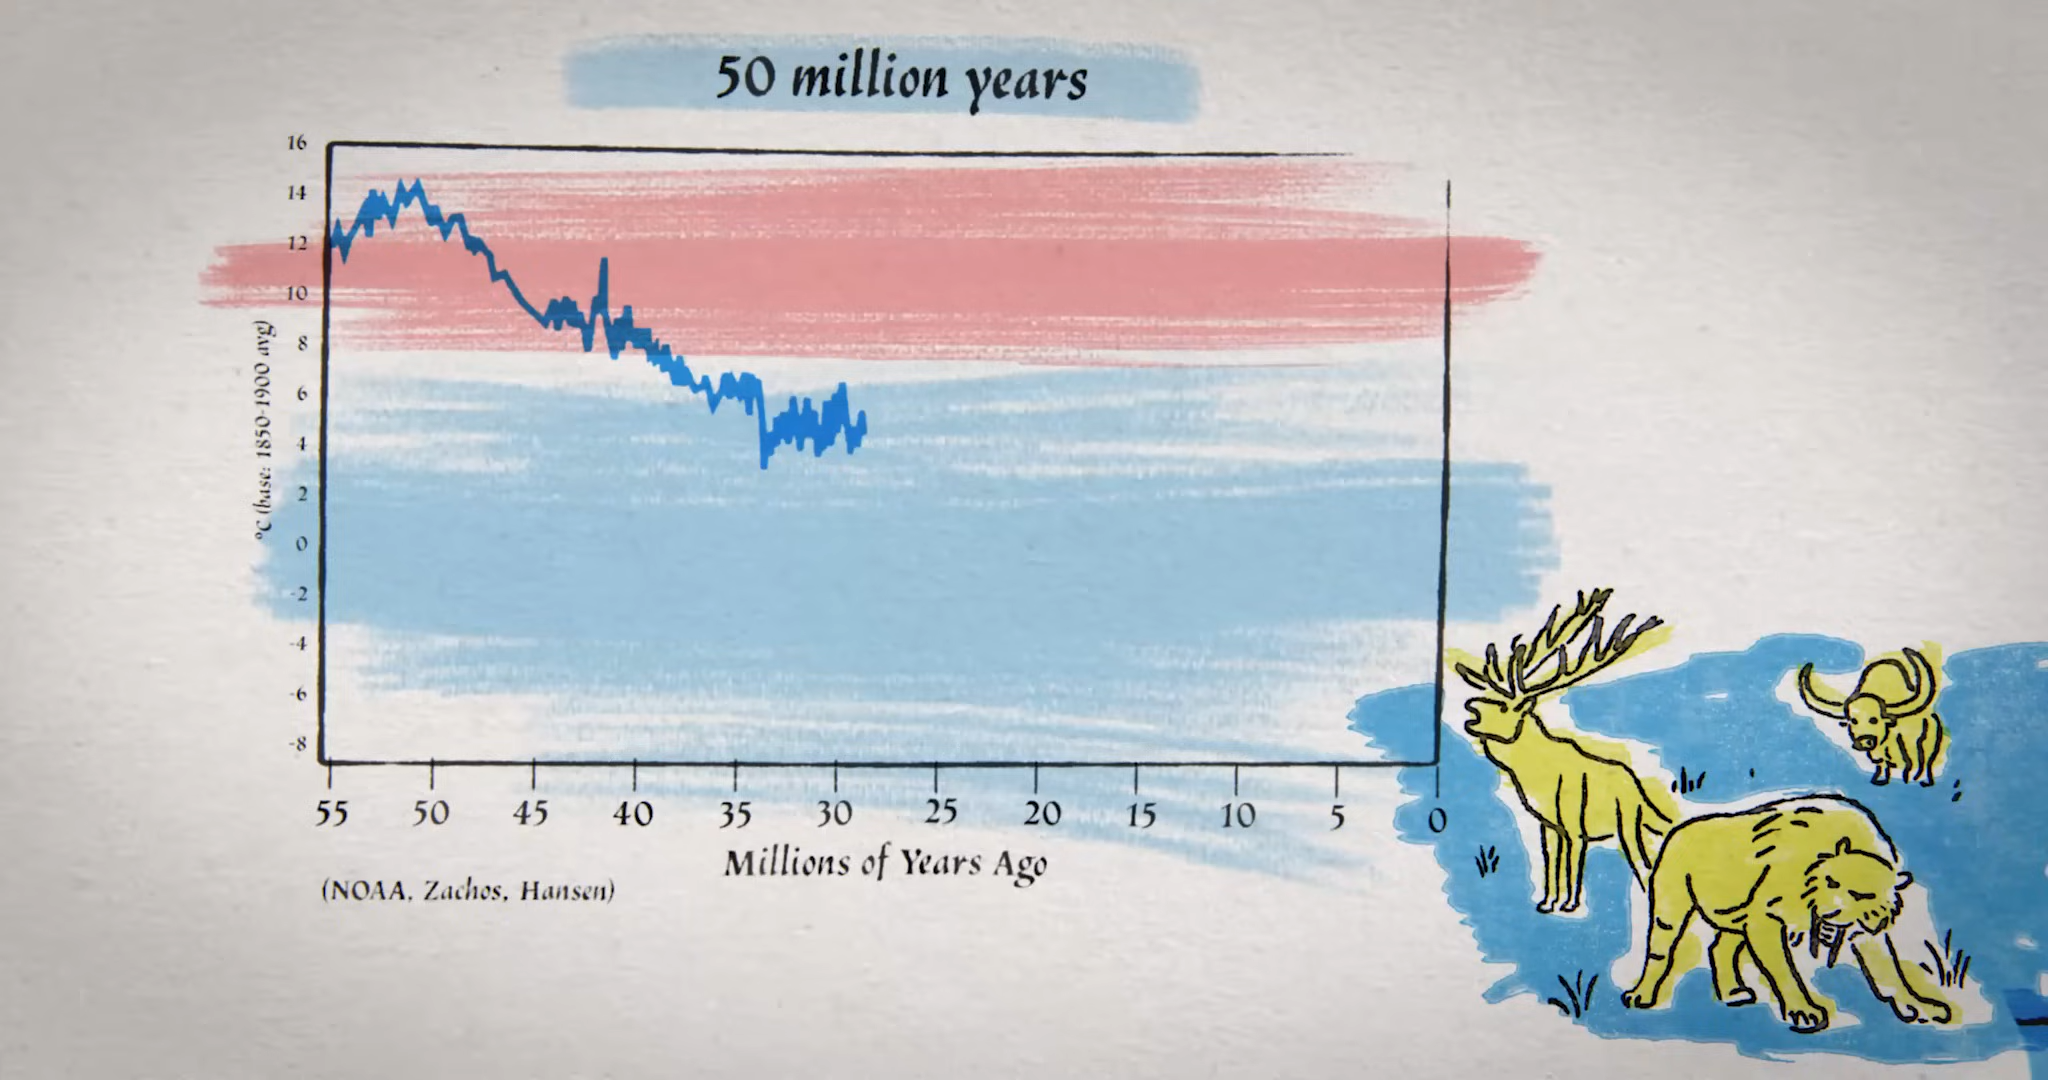 50 million years
16
14
12
10
8
6
4
2
0
-2
-4
-6
-8
°C (base: 1850-1900 avg)
55 50 45 40 35 30 25 20 15 10 5 0
Millions of Years Ago
(NOAA, Zachos, Hansen)